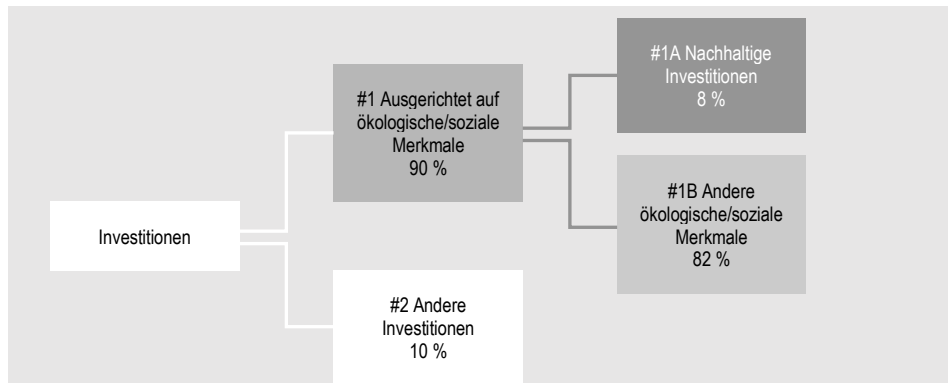 #1A Nachhaltige
Investitionen
8 %
#1 Ausgerichtet auf
ökologische/soziale
Merkmale
90 %
#1B Andere
ökologische/soziale
Merkmale
82 %
Investitionen
#2 Andere
Investitionen
10 %